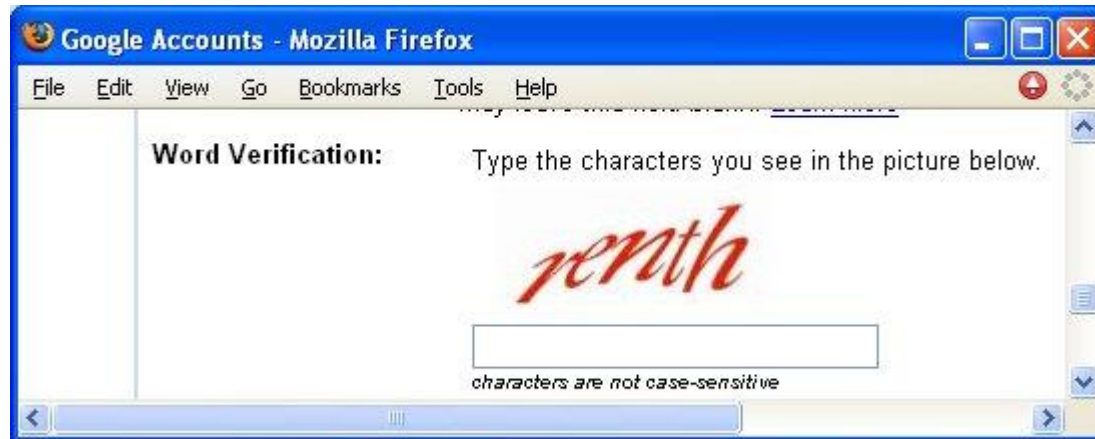 Google Accounts - Mozilla Firefox
File Edit View Go Bookmarks Tools Help
Word Verification: Type the characters you see in the picture below.
renth
characters are not case-sensitive